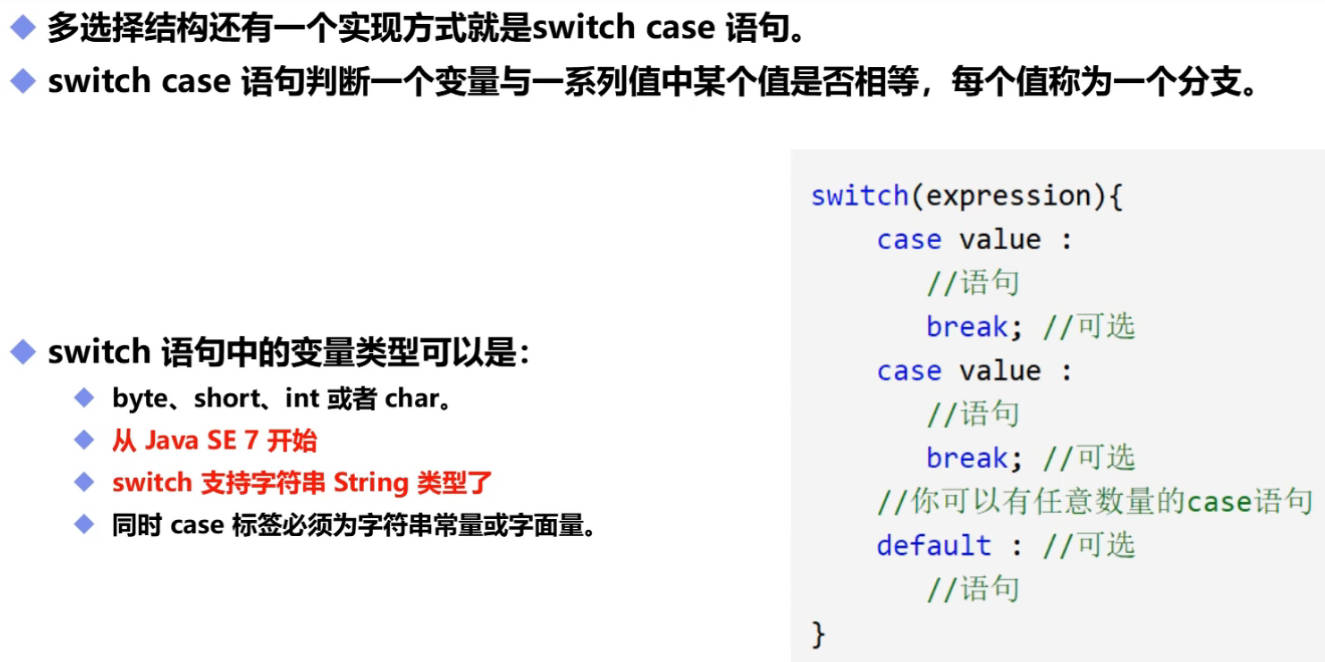 多选择结构还有一个实现方式就是switch case 语句。
switch case 语句判断一个变量与一系列值中某个值是否相等，每个值称为一个分支。
switch 语句中的变量类型可以是：
byte、short、int 或者 char。
从 Java SE 7 开始
switch 支持字符串 String 类型了
同时 case 标签必须为字符串常量或字面量。
switch(expression){
    case value :
       //语句
       break; //可选
    case value :
       //语句
       break; //可选
    //你可以有任意数量的case语句
    default : //可选
       //语句
}